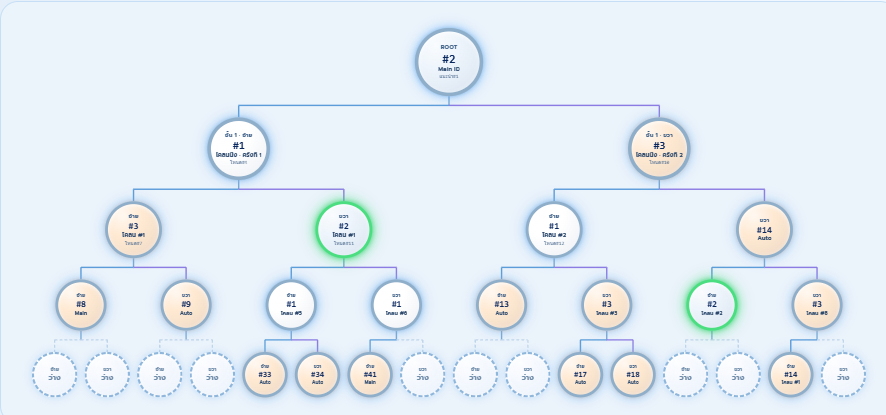 ROOT
#2
Main ID
แนะนำตรง
ชั้น 1 · ซ้าย
#1
โคลนนิ่ง · ครั้งที่ 1
ชั้น 1 · ขวา
#3
โคลนนิ่ง · ครั้งที่ 2
ซ้าย
#3
โคลน #1
ขวา
#2
โคลน #1
ซ้าย
#1
โคลน #2
ขวา
#14
Auto
ซ้าย
#8
Main
ขวา
#9
Auto
ซ้าย
#1
โคลน #5
ขวา
#1
โคลน #6
ซ้าย
#13
Auto
ขวา
#3
โคลน #3
ซ้าย
#2
โคลน #2
ขวา
#3
โคลน #8
ซ้าย
ว่าง
ขวา
ว่าง
ซ้าย
ว่าง
ขวา
ว่าง
ซ้าย
#33
Auto
ขวา
#34
Auto
ซ้าย
#41
Main
ขวา
ว่าง
ซ้าย
ว่าง
ขวา
ว่าง
ซ้าย
#17
Auto
ขวา
#18
Auto
ซ้าย
ว่าง
ขวา
ว่าง
ซ้าย
#14
โคลน #1
ขวา
ว่าง